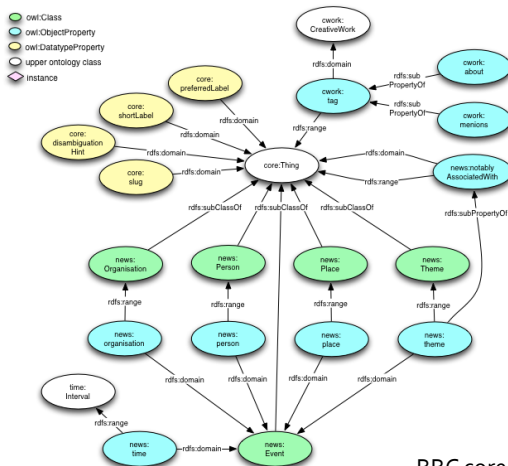 owl:Class
owl:ObjectProperty
owl:DatatypeProperty
upper ontology class
instance
cwork:
CreativeWork
rdfs:domain
cwork:
tag
rdfs:sub
PropertyOf
cwork:
about
rdfs:sub
PropertyOf
cwork:
menions
rdfs:range
core:
preferredLabel
rdfs:domain
core:
shortLabel
rdfs:domain
core:
disambiguation
Hint
rdfs:domain
core:
slug
rdfs:domain
core:Thing
rdfs:domain
rdfs:range
news:notably
AssociatedWith
rdfs:subClassOf
rdfs:subClassOf
rdfs:subClassOf
rdfs:subClassOf
rdfs:subPropertyOf
news:
Organisation
news:
Person
news:
Place
news:
Theme
rdfs:range
rdfs:range
rdfs:range
rdfs:range
news:
organisation
news:
person
news:
place
news:
theme
rdfs:domain
rdfs:domain
rdfs:domain
rdfs:domain
time:
Interval
rdfs:range
news:
time
rdfs:domain
news:
Event